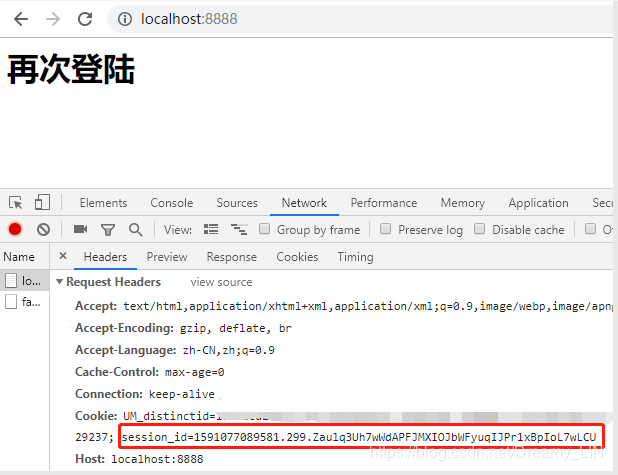 localhost:8888
再次登陆
Elements Console Sources Network Performance Memory Application Secu
View: Group by frame Preserve log Disable cache
Name Headers Preview Response Cookies Timing
lo... Request Headers view source
fa... Accept: text/html,application/xhtml+xml,application/xml;q=0.9,image/webp,image/apng
Accept-Encoding: gzip, deflate, br
Accept-Language: zh-CN,zh;q=0.9
Cache-Control: max-age=0
Connection: keep-alive
Cookie: UM_distinctid=
29237; session_id=1591077089581.299.Zaulq3Uh7wWdAPFJMXIOJbWFyuqIJPr1xBpIoL7wLCU
Host: localhost:8888
https://blog.csdn.net/Dreamy_LIN